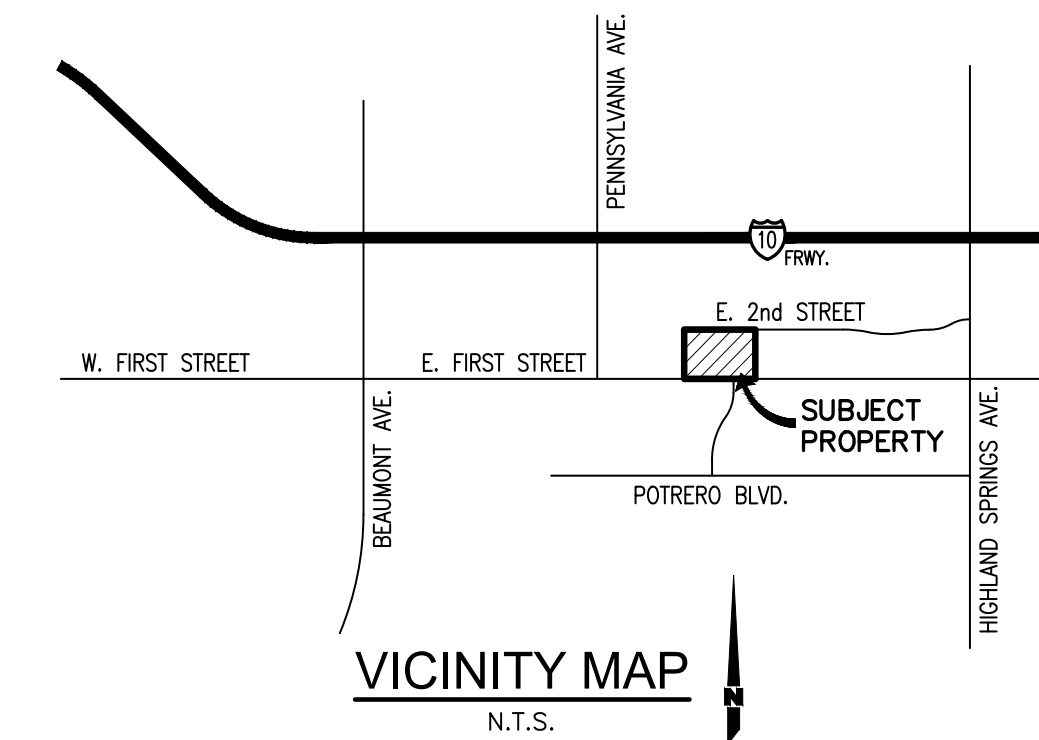 PENNSYLVANIA AVE.
10
FRWY.
E. 2nd STREET
W. FIRST STREET
E. FIRST STREET
SUBJECT
PROPERTY
BEAUMONT AVE.
POTRERO BLVD.
HIGHLAND SPRINGS AVE.
VICINITY MAP
N.T.S.
N